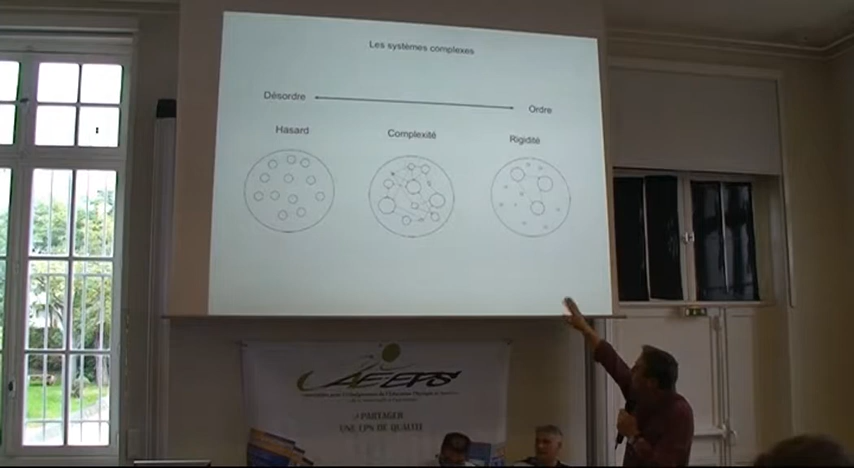 Les systèmes complexes
Désordre
Ordre
Hasard
Complexité
Rigidité
AEEPS
PARTAGER
UNE EPS DE QUALITÉ